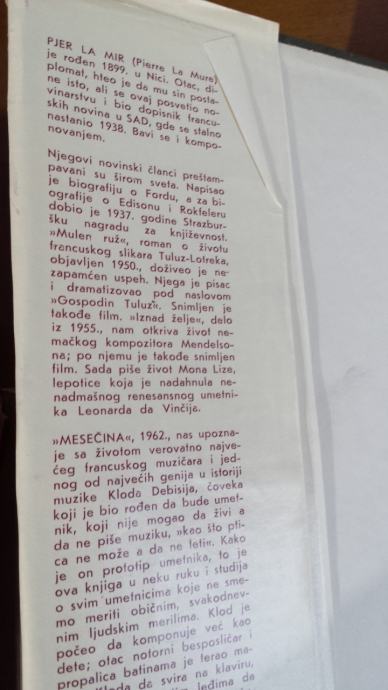 PJER LA MIR (Pierre La Mure)
je rođen 1899. u Nici. Otac, di-
plomat, hteo je da mu sin posta-
ne isto, ali se ovaj posvetio no-
vinarstvu i bio dopisnik francu-
skih novina u SAD, gde se stalno
nastanio 1938. Bavi se i kompo-
novanjem.
Njegovi novinski članci preštam-
pavani su širom sveta. Napisao
je biografiju o Fordu, a za bi-
ografije o Edisonu i Rokfeleru
dobio je 1937. godine Strazbur-
šku nagradu za književnost.
»Mulen ruž«, roman o životu
francuskog slikara Tuluz-Lotreka,
objavljen 1950., doživeo je ne-
zapamćen uspeh. Njega je pisac
i dramatizovao pod naslovom
»Gospodin Tuluz«. Snimljen je
takođe film. »Iznad želje«, delo
iz 1955., nam otkriva život ne-
mačkog kompozitora Mendelso-
na; po njemu je takođe snimljen
film. Sada piše život Mona Lize,
lepotice koja je nadahnula ne-
nadmašnog renesansnog umetni-
ka Leonarda da Vinčija.
»MESEČINA«, 1962., nas upozna-
je sa životom verovatno najve-
ćeg francuskog muzičara i jed-
nog od najvećih genija u istoriji
muzike Kloda Debisija, čoveka
koji je bio rođen da bude umet-
nik, koji nije mogao da živi a
da ne piše muziku, »kao što pti-
ca ne može a da ne leti«. Kako
je on prototip umetnika, to je
ova knjiga u neku ruku i studija
o svim umetnicima koje ne sme-
mo meriti običnim, svakodnev-
nim ljudskim merilima. Klod je
počeo da komponuje već kao
dete; otac notorni besposličar i
propalica batinama je terao ma-
Kloda da svira na klaviru,
leđima da